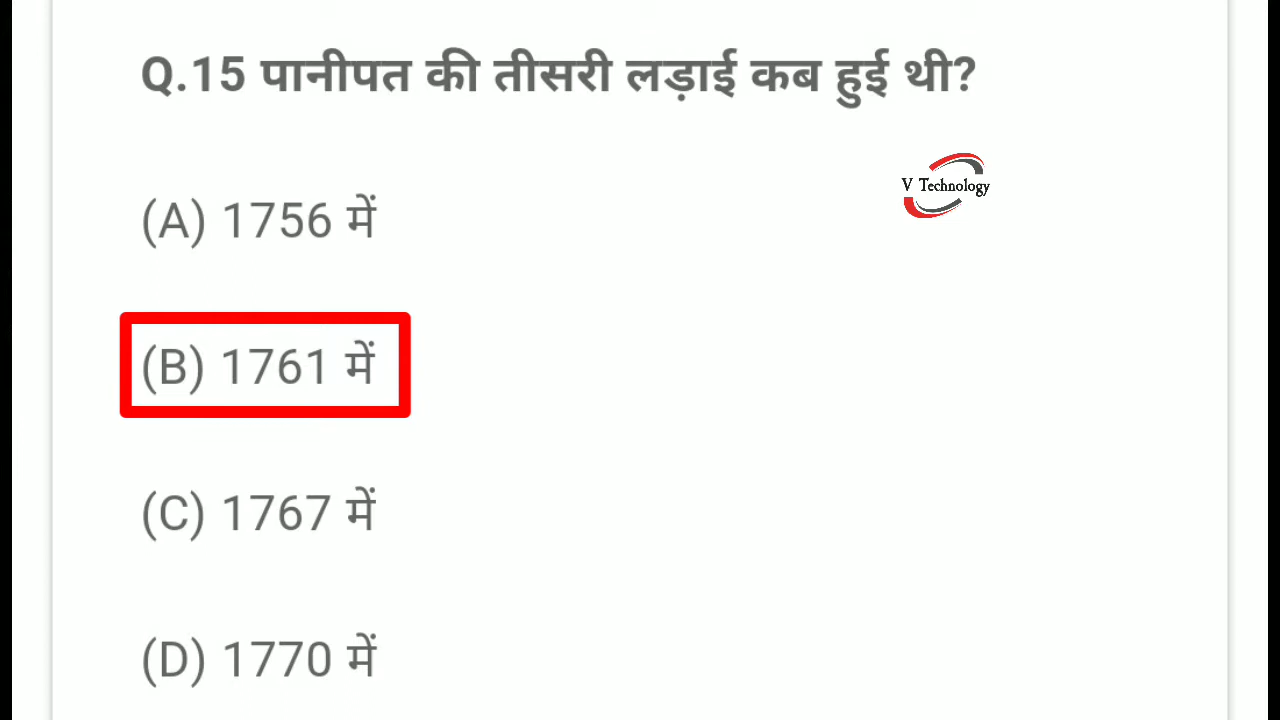 Q.15 पानीपत की तीसरी लड़ाई कब हुई थी?
V Technology
(A) 1756 में
(B) 1761 में
(C) 1767 में
(D) 1770 में